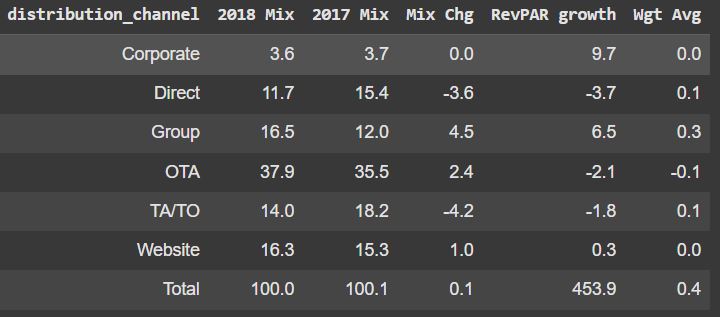 distribution_channel 2018 Mix 2017 Mix Mix Chg RevPAR growth Wgt Avg
Corporate 3.6 3.7 0.0 9.7 0.0
Direct 11.7 15.4 -3.6 -3.7 0.1
Group 16.5 12.0 4.5 6.5 0.3
OTA 37.9 35.5 2.4 -2.1 -0.1
TA/TO 14.0 18.2 -4.2 -1.8 0.1
Website 16.3 15.3 1.0 0.3 0.0
Total 100.0 100.1 0.1 453.9 0.4